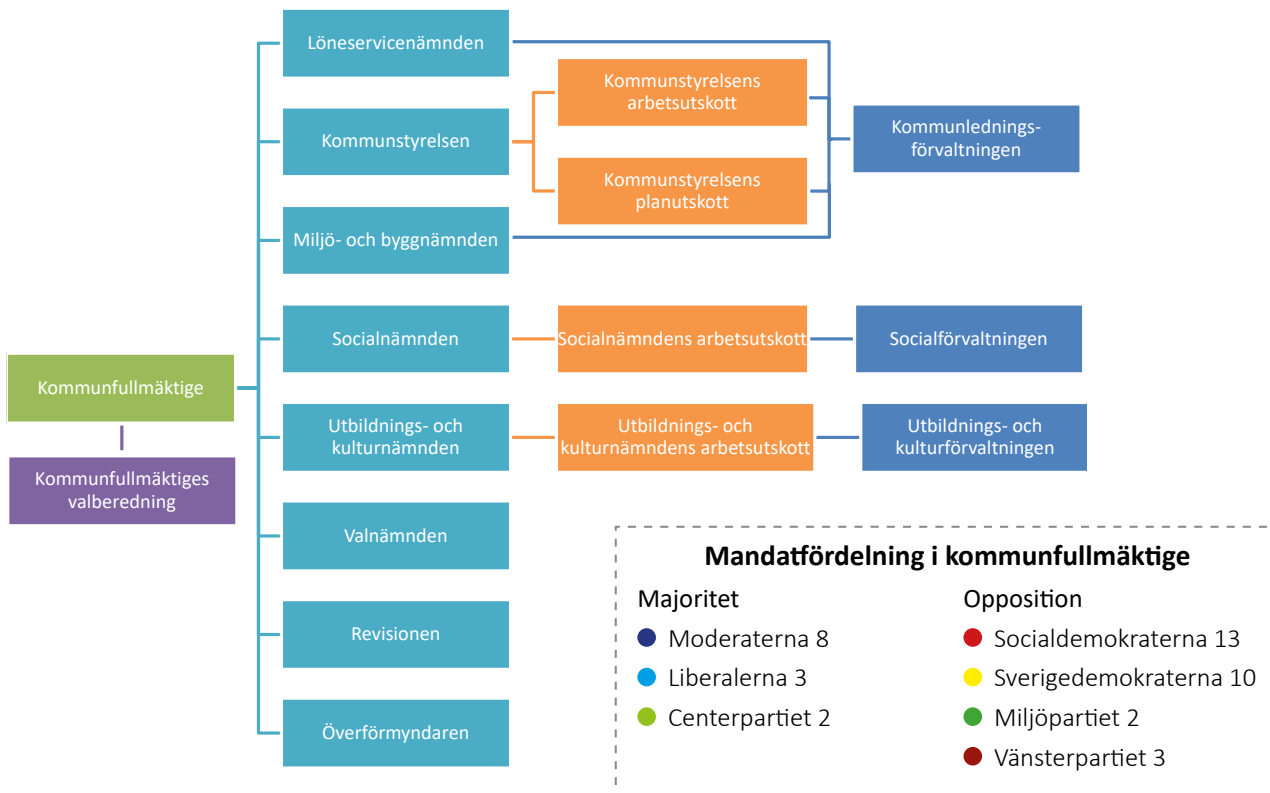 Löneservicenämnden
Kommunstyrelsens
arbetsutskott
Kommunstyrelsen
Kommunlednings-
förvaltningen
Kommunstyrelsens
planutskott
Miljö- och byggnämnden
Socialnämnden
Socialnämndens arbetsutskott
Socialförvaltningen
Kommunfullmäktige
Utbildnings- och
kulturnämnden
Utbildnings- och
kulturnämndens arbetsutskott
Utbildnings- och
kulturförvaltningen
Kommunfullmäktiges
valberedning
Valnämnden
Revisionen
Överförmyndaren
Mandatfördelning i kommunfullmäktige
Majoritet
Moderaterna 8
Liberalerna 3
Centerpartiet 2
Opposition
Socialdemokraterna 13
Sverigedemokraterna 10
Miljöpartiet 2
Vänsterpartiet 3